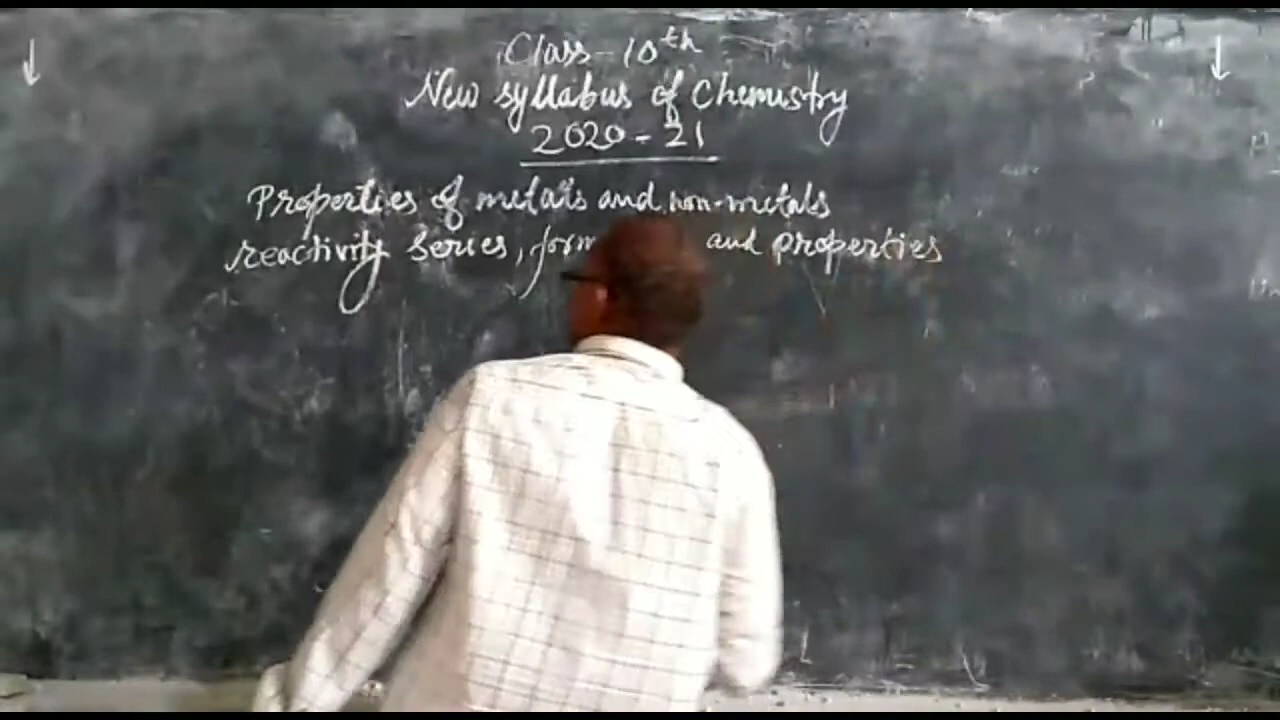 Class-10th
New syllabus of Chemistry
2020-21
Properties of metals and non-metals
reactivity series, and properties